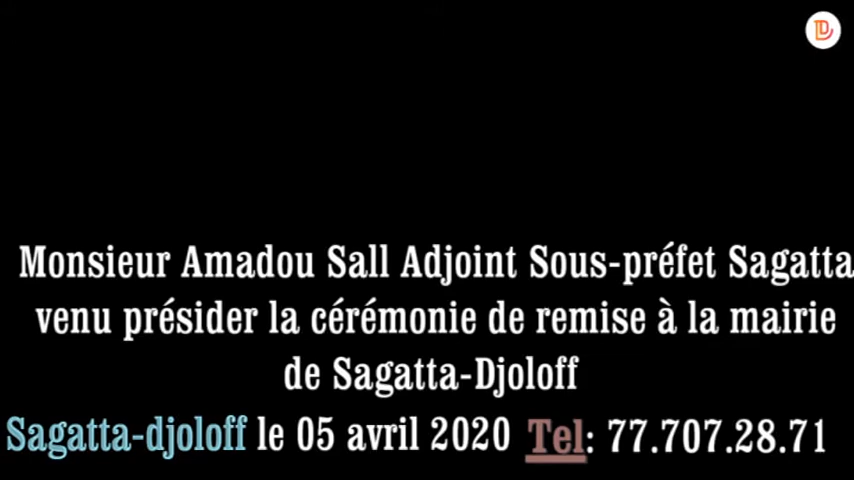 Monsieur Amadou Sall Adjoint Sous-préfet Sagatta
venu présider la cérémonie de remise à la mairie
de Sagatta-Djoloff
Sagatta-djoloff le 05 avril 2020 Tel: 77.707.28.71